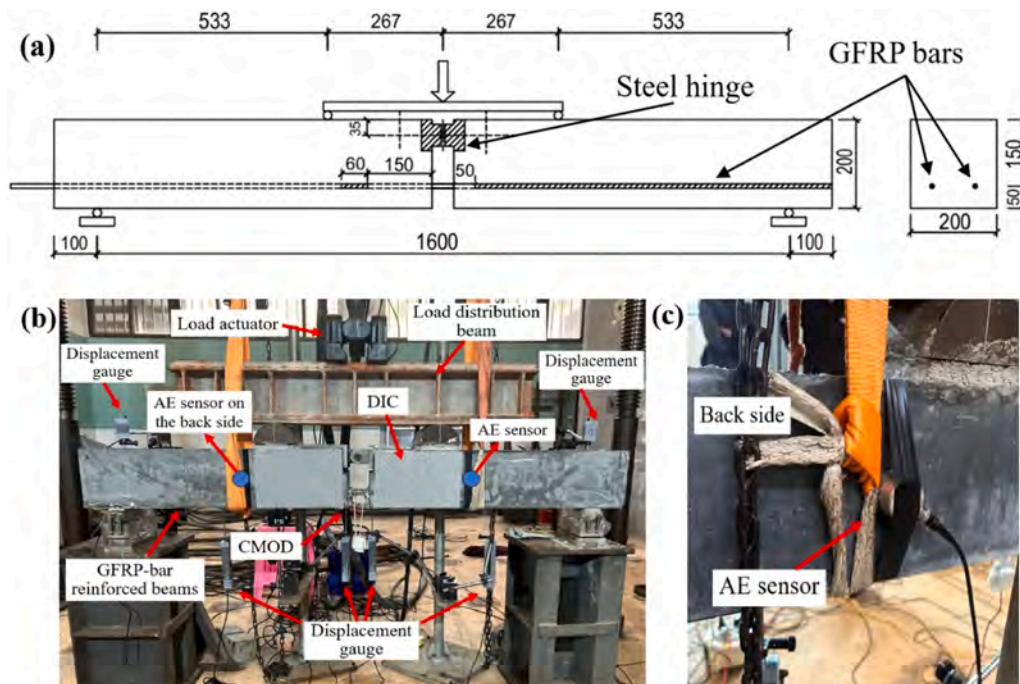 533
267
267
533
(a)
Steel hinge
GFRP bars
35
60
150
50
200
150
50
100
1600
100
200
(b)
Load actuator
Load distribution
beam
Displacement
gauge
Displacement
gauge
AE sensor on
the back side
DIC
AE sensor
CMOD
GFRP-bar
reinforced beams
Displacement
gauge
(c)
Back side
AE sensor